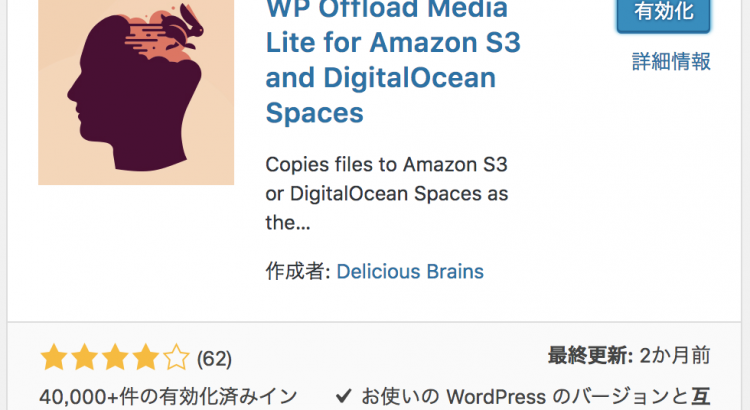 WP Offload Media
Lite for Amazon S3
and DigitalOcean
Spaces
有効化
詳細情報
Copies files to Amazon S3
or DigitalOcean Spaces as
the...
作成者: Delicious Brains
(62)
最終更新: 2か月前
40,000+件の有効化済みイン
✔ お使いの WordPress のバージョンと互